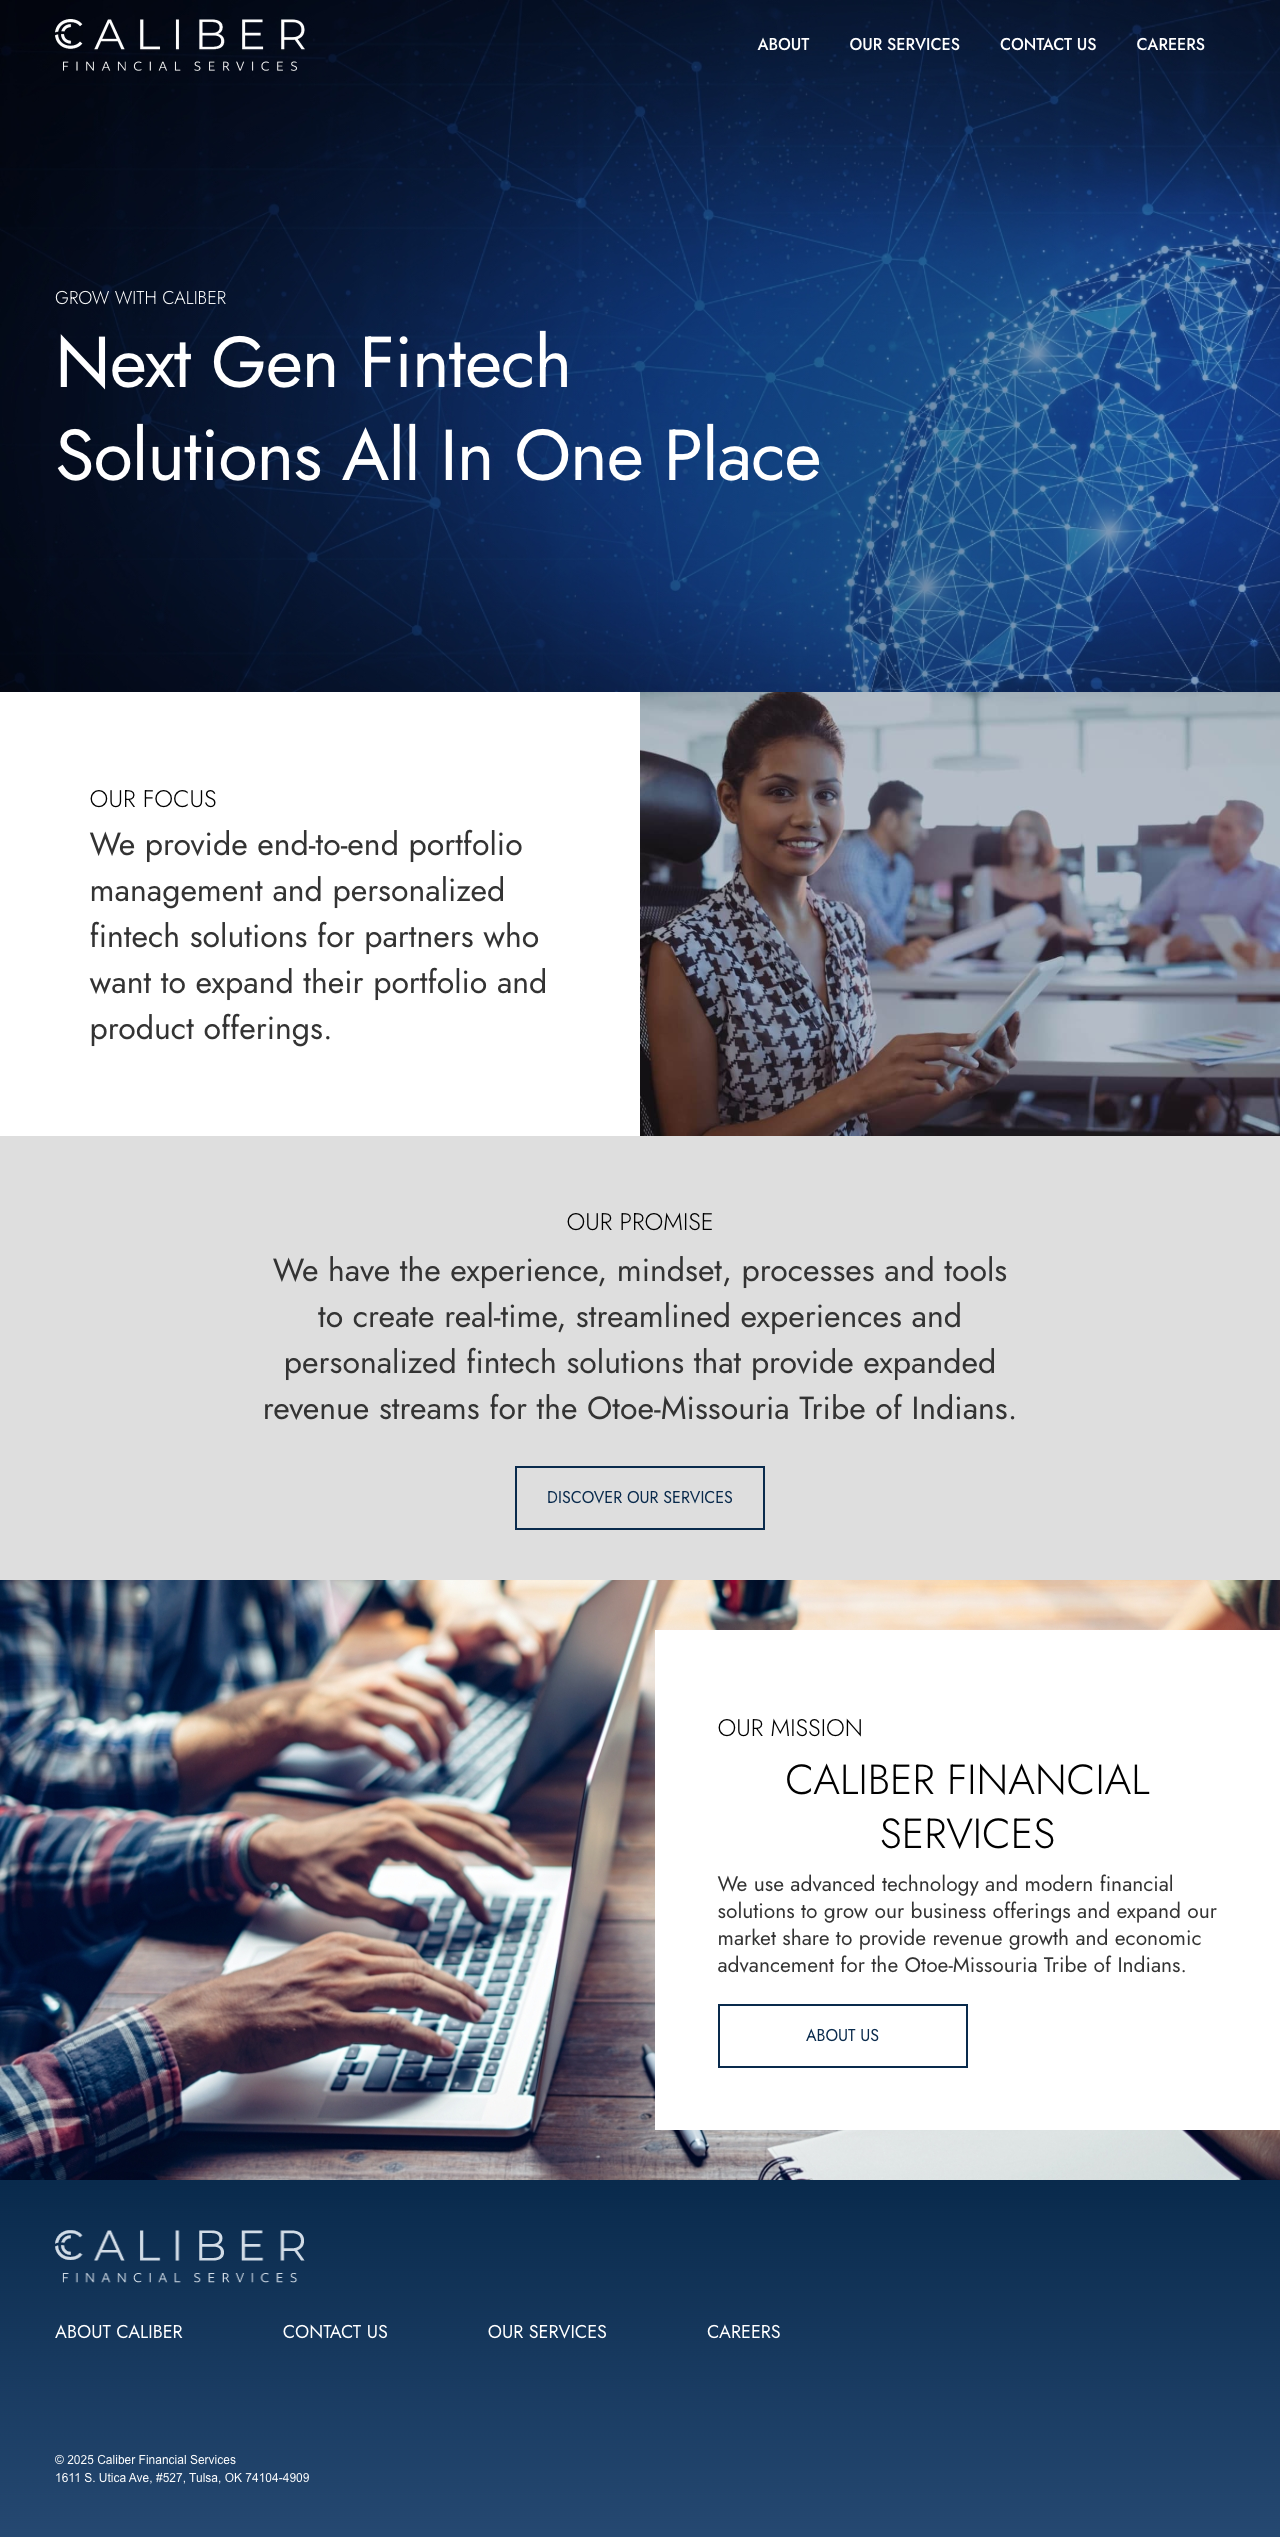 CALIBER
FINANCIAL SERVICES
ABOUT
OUR SERVICES
CONTACT US
CAREERS
GROW WITH CALIBER
Next Gen Fintech
Solutions All In One Place
OUR FOCUS
We provide end-to-end portfolio
management and personalized
fintech solutions for partners who
want to expand their portfolio and
product offerings.
OUR PROMISE
We have the experience, mindset, processes and tools
to create real-time, streamlined experiences and
personalized fintech solutions that provide expanded
revenue streams for the Otoe-Missouria Tribe of Indians.
DISCOVER OUR SERVICES
OUR MISSION
CALIBER FINANCIAL
SERVICES
We use advanced technology and modern financial
solutions to grow our business offerings and expand our
market share to provide revenue growth and economic
advancement for the Otoe-Missouria Tribe of Indians.
ABOUT US
CALIBER
FINANCIAL SERVICES
ABOUT CALIBER
CONTACT US
OUR SERVICES
CAREERS
© 2025 Caliber Financial Services
1611 S. Utica Ave, #527, Tulsa, OK 74104-4909